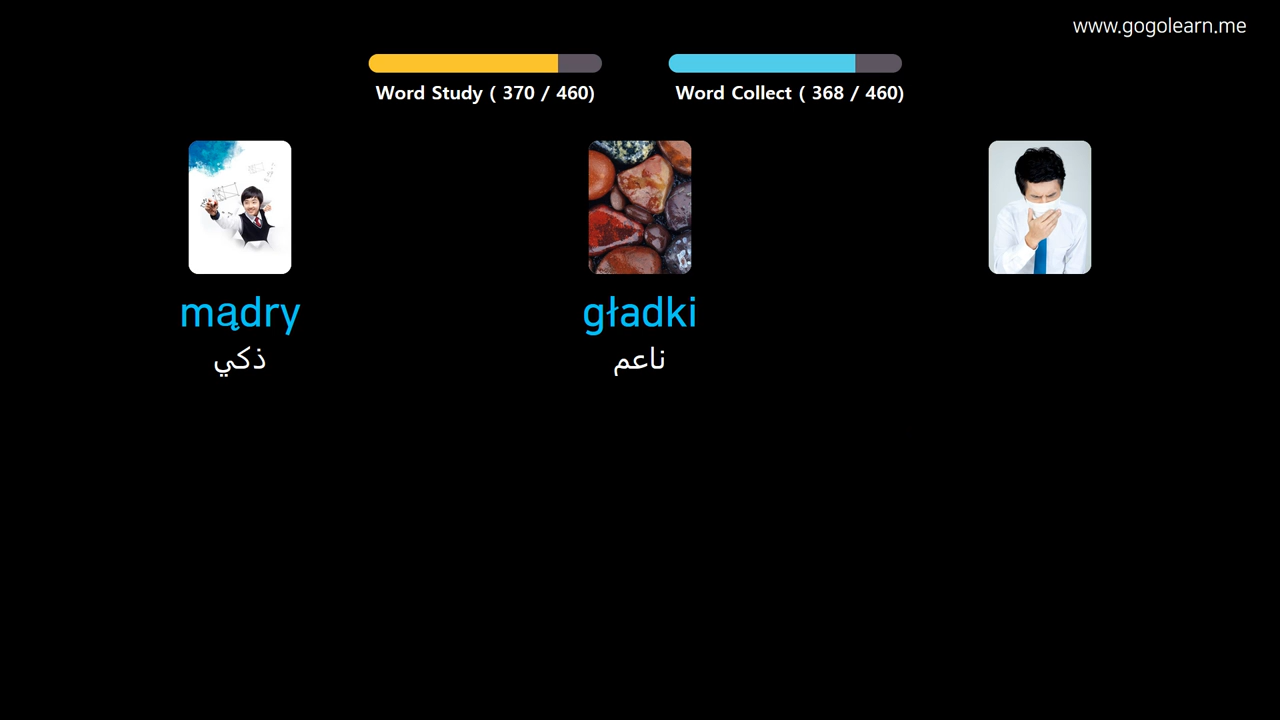 www.gogolearn.me
Word Study ( 370 / 460)
Word Collect ( 368 / 460)
mądry
gładki
ذكي
ناعم